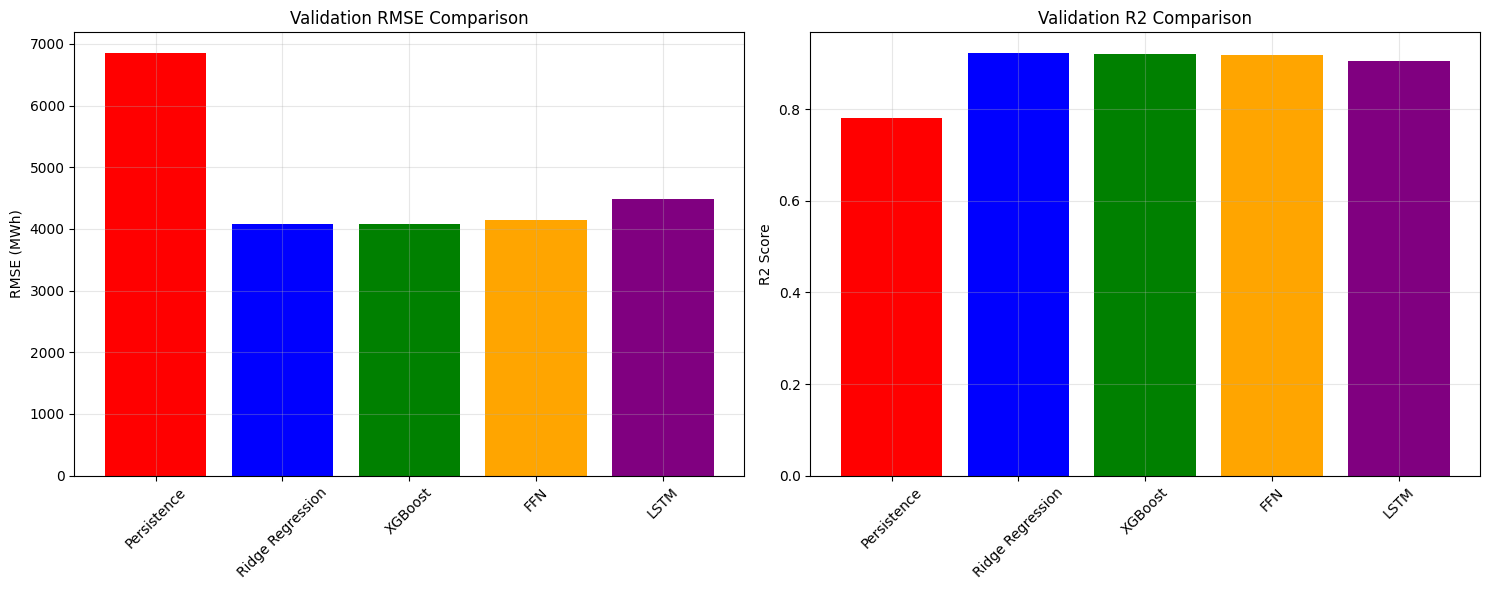 Validation RMSE Comparison
RMSE (MWh)
7000
6000
5000
4000
3000
2000
1000
0
Persistence
Ridge Regression
XGBoost
FFN
LSTM
Validation R2 Comparison
R2 Score
0.8
0.6
0.4
0.2
0.0
Persistence
Ridge Regression
XGBoost
FFN
LSTM